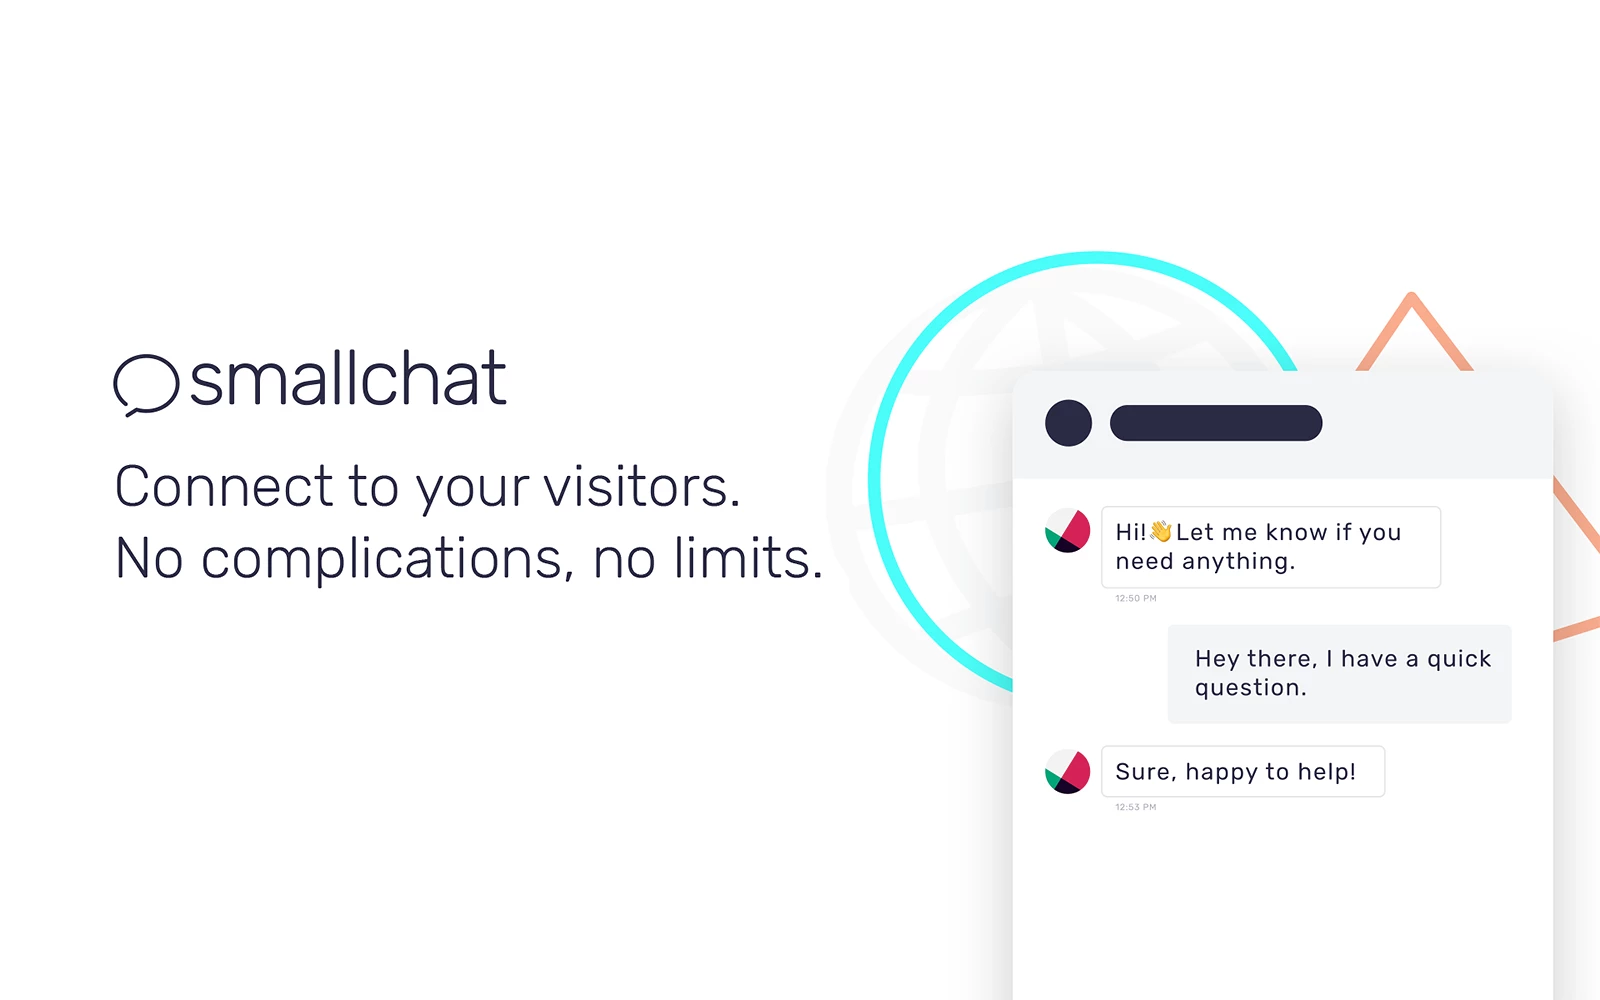 smallchat
Connect to your visitors.
No complications, no limits.
Hi!👋Let me know if you
need anything.
12:50 PM
Hey there, I have a quick
question.
Sure, happy to help!
12:53 PM